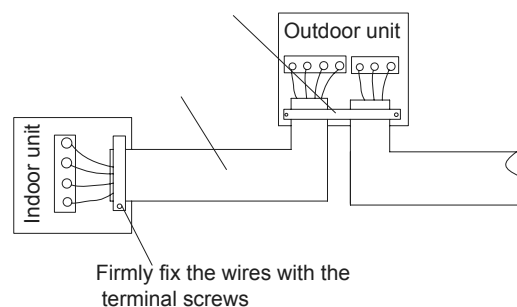 Outdoor unit
Indoor unit
Firmly fix the wires with the
terminal screws